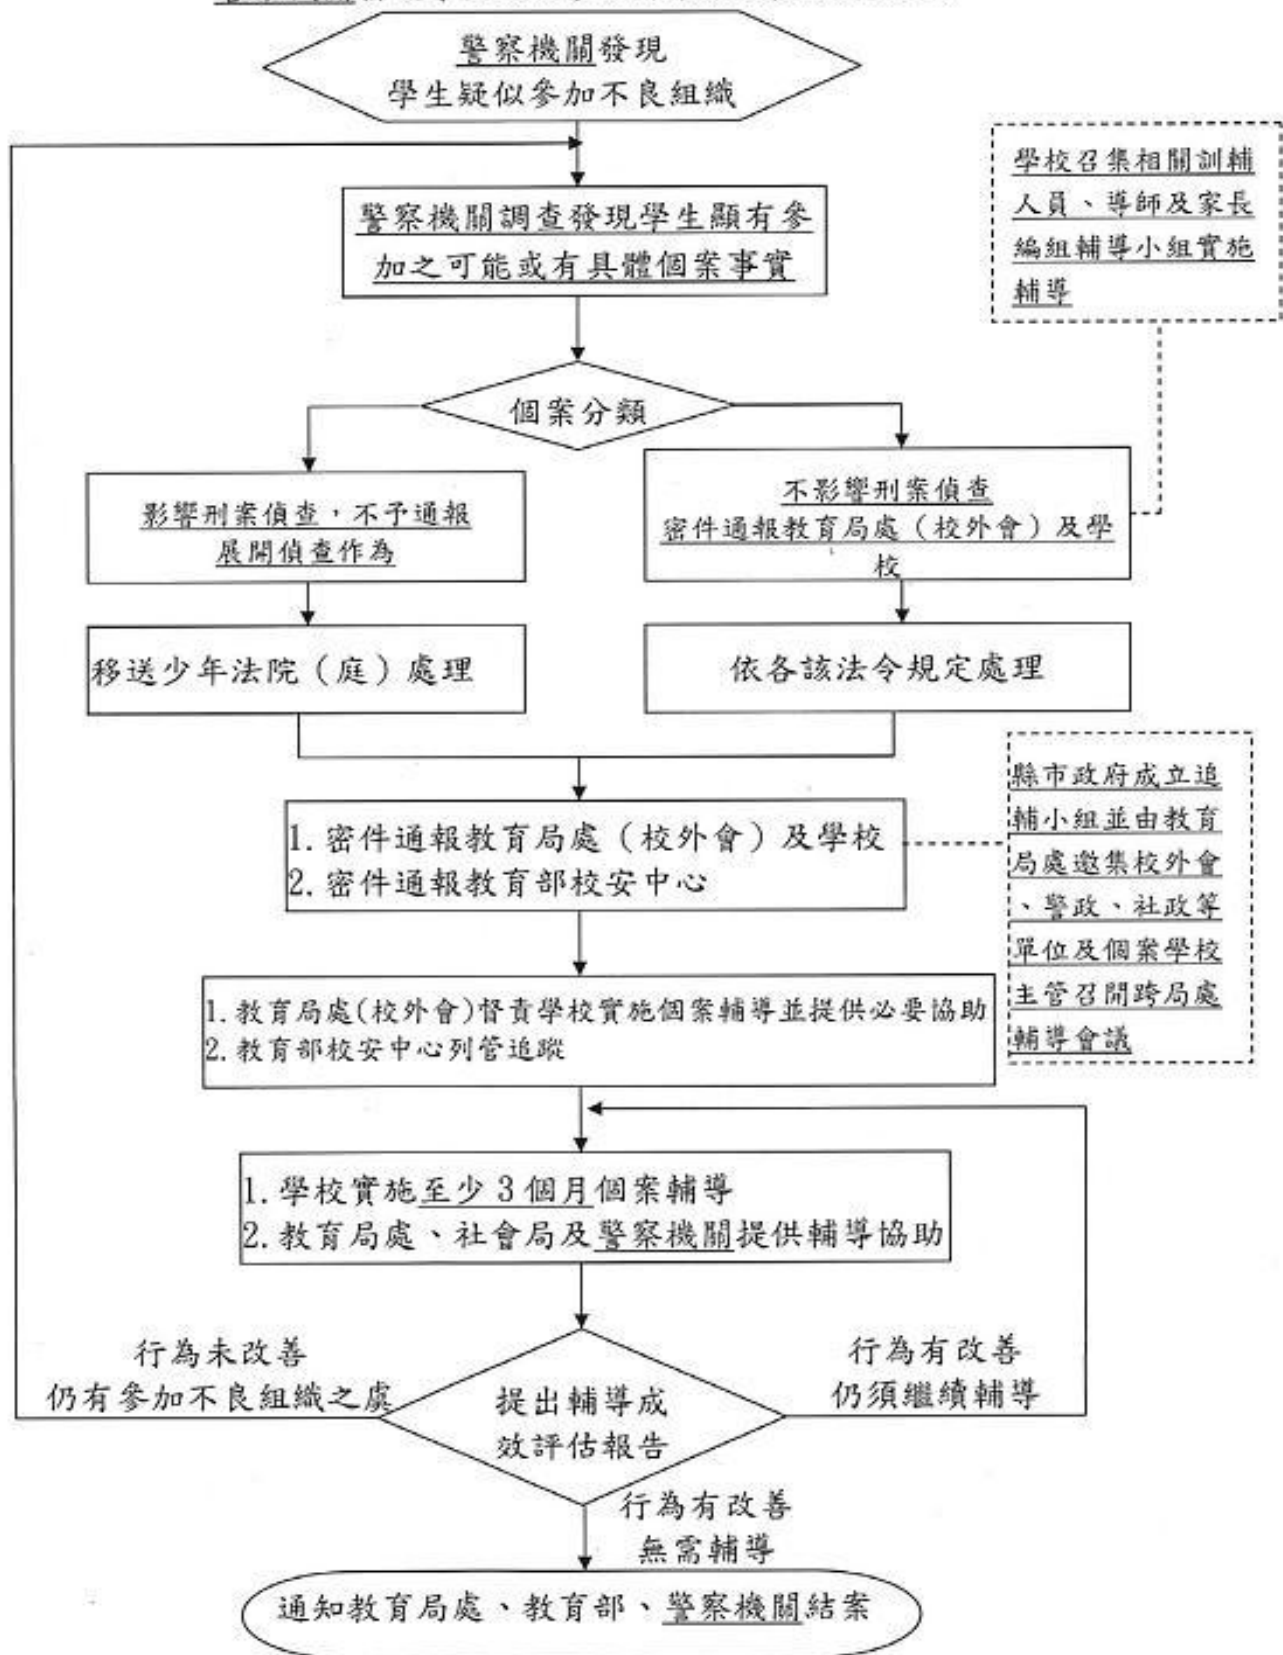 警察機關發現
學生疑似參加不良組織
學校召集相關訓輔
人員、導師及家長
編組輔導小組實施
輔導
警察機關調查發現學生顯有參
加之可能或有具體個案事實
個案分類
影響刑案偵查，不予通報
展開偵查作為
不影響刑案偵查
密件通報教育局處（校外會）及學
校
移送少年法院（庭）處理
依各該法令規定處理
縣市政府成立追
輔小組並由教育
局處邀集校外會
、警政、社政等
單位及個案學校
主管召開跨局處
輔導會議
1. 密件通報教育局處（校外會）及學校
2. 密件通報教育部校安中心
1. 教育局處(校外會)督責學校實施個案輔導並提供必要協助
2. 教育部校安中心列管追蹤
1. 學校實施至少 3 個月個案輔導
2. 教育局處、社會局及警察機關提供輔導協助
行為未改善
仍有參加不良組織之虞
行為有改善
仍須繼續輔導
提出輔導成
效評估報告
行為有改善
無需輔導
通知教育局處、教育部、警察機關結案